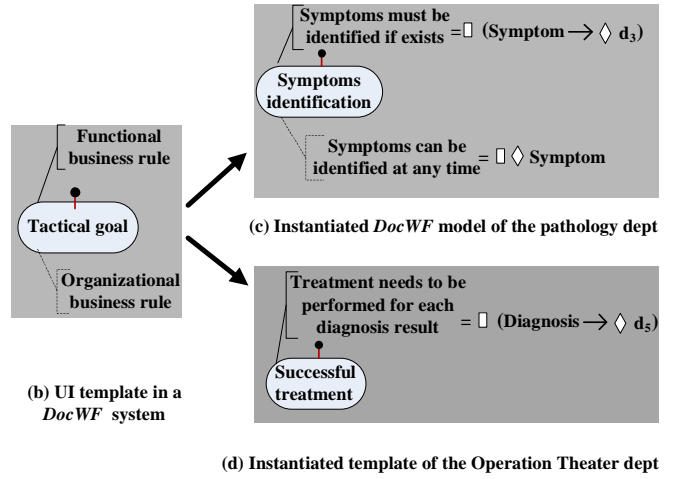 Functional
business rule
Tactical goal
Organizational
business rule
(b) UI template in a
DocWF system
Symptoms must be
identified if exists = □ (Symptom → ◇ d₃)
Symptoms
identification
Symptoms can be
identified at any time = □ ◇ Symptom
(c) Instantiated DocWF model of the pathology dept
Treatment needs to be
performed for each
diagnosis result = □ (Diagnosis → ◇ d₅)
Successful
treatment
(d) Instantiated template of the Operation Theater dept